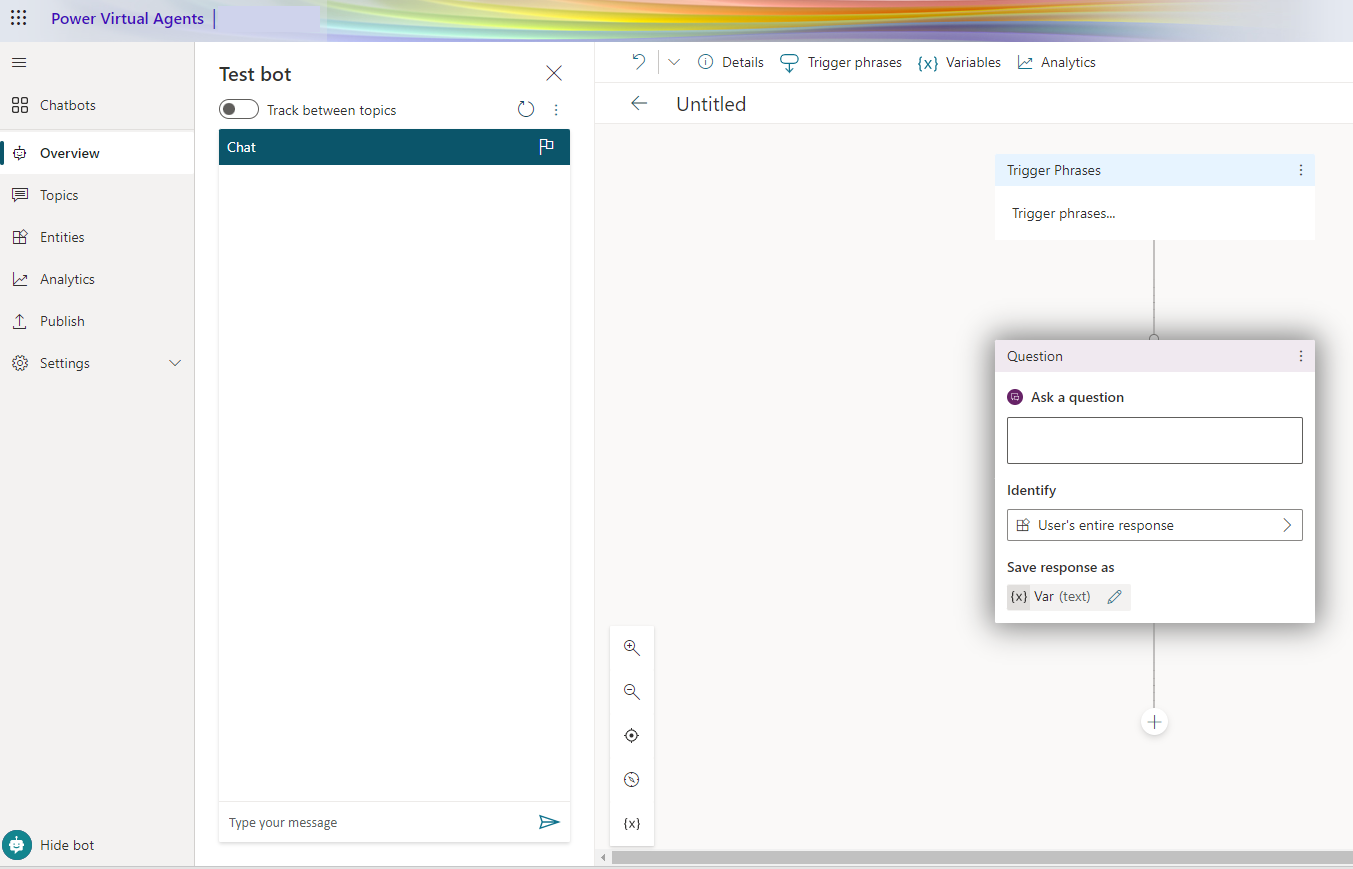 Power Virtual Agents
Chatbots
Overview
Topics
Entities
Analytics
Publish
Settings
Hide bot
Test bot
Track between topics
Chat
Type your message
Details
Trigger phrases
{x} Variables
Analytics
Untitled
Trigger Phrases
Trigger phrases...
Question
Ask a question
Identify
User's entire response
Save response as
{x} Var (text)
{x}